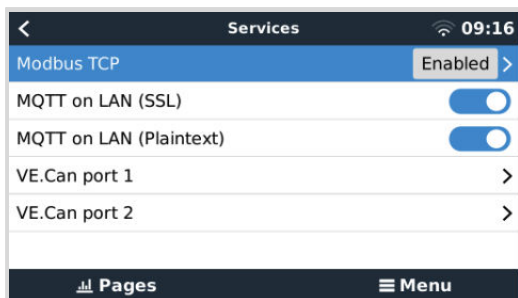 Services 09:16
Modbus TCP Enabled
MQTT on LAN (SSL)
MQTT on LAN (Plaintext)
VE.Can port 1
VE.Can port 2
Pages Menu